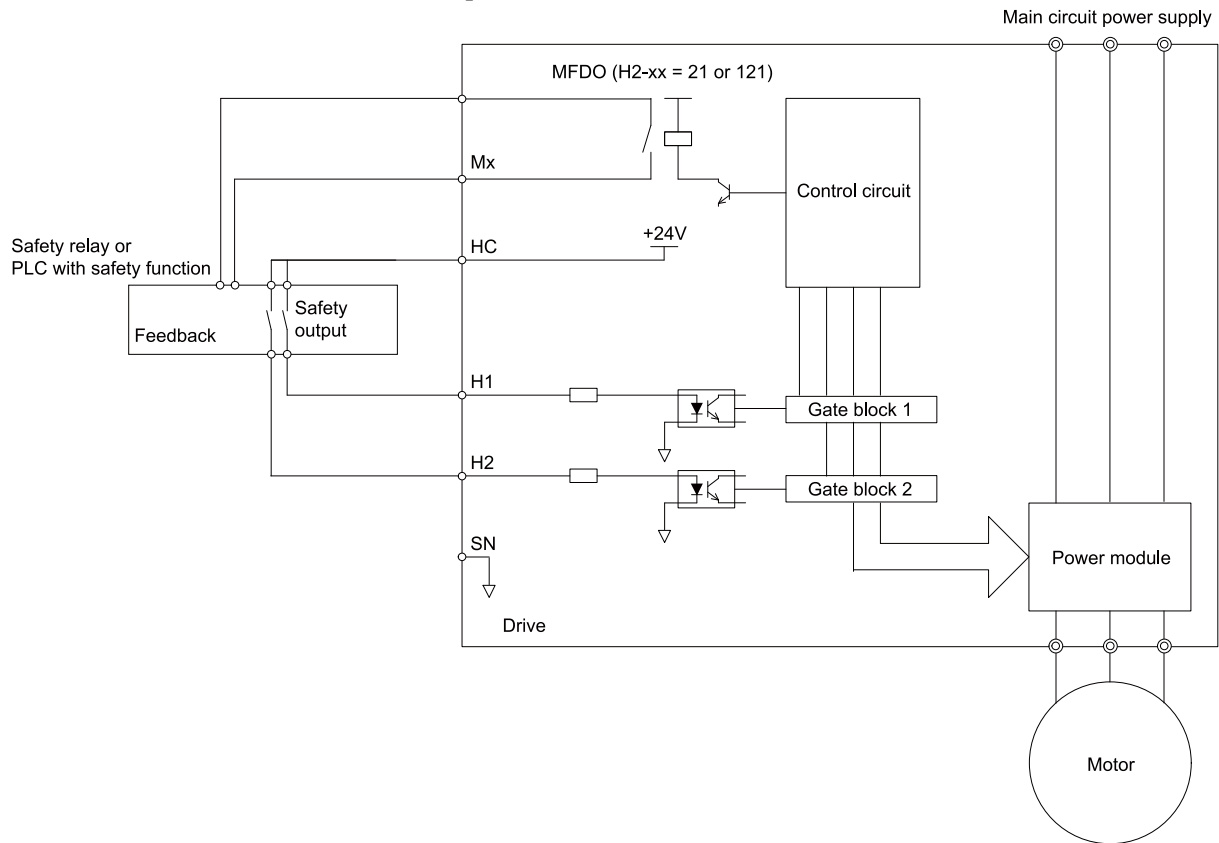 Main circuit power supply
MFDO (H2-xx = 21 or 121)
Mx
Control circuit
+24V
HC
Safety relay or
PLC with safety function
Safety
output
Feedback
H1
Gate block 1
H2
Gate block 2
SN
Power module
Drive
Motor